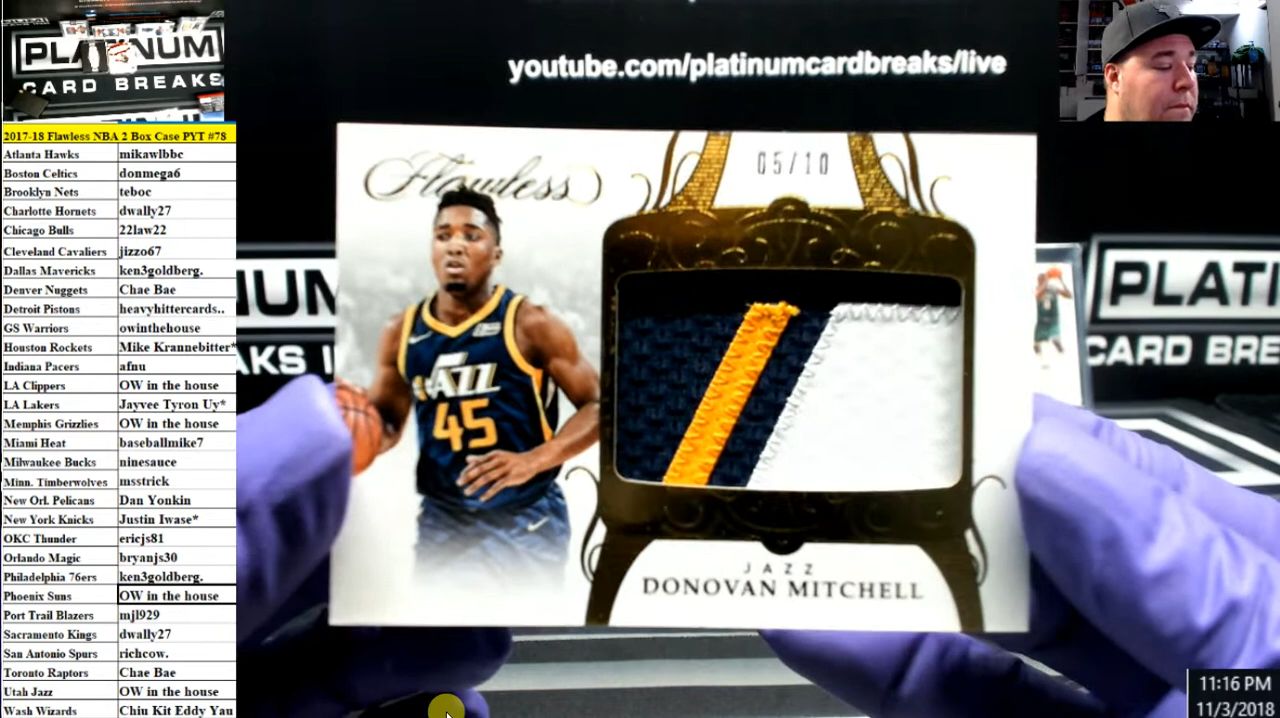 PLATINUM
CARD BREAKS
2017-18 Flawless NBA 2 Box Case PYT #78
Atlanta Hawks mikawlbbc
Boston Celtics donmega6
Brooklyn Nets teboc
Charlotte Hornets dwally27
Chicago Bulls 22law22
Cleveland Cavaliers jizzo67
Dallas Mavericks ken3goldberg.
Denver Nuggets Chae Bae
Detroit Pistons heavyhittercards..
GS Warriors owinthehouse
Houston Rockets Mike Krannebitter*
Indiana Pacers afnu
LA Clippers OW in the house
LA Lakers Jayvee Tyron Uy*
Memphis Grizzlies OW in the house
Miami Heat baseballmike7
Milwaukee Bucks ninesauce
Minn. Timberwolves msstrick
New Orl. Pelicans Dan Yonkin
New York Knicks Justin Iwase*
OKC Thunder ericjs81
Orlando Magic bryanjs30
Philadelphia 76ers ken3goldberg.
Phoenix Suns OW in the house
Port Trail Blazers mjl929
Sacramento Kings dwally27
San Antonio Spurs richcow.
Toronto Raptors Chae Bae
Utah Jazz OW in the house
Wash Wizards Chiu Kit Eddy Yau
youtube.com/platinumcardbreaks/live
Flawless
05/10
JAZZ
45
JAZZ
DONOVAN MITCHELL
NUM
AKS I
PLATI
CARD BRE
11:16 PM
11/3/2018